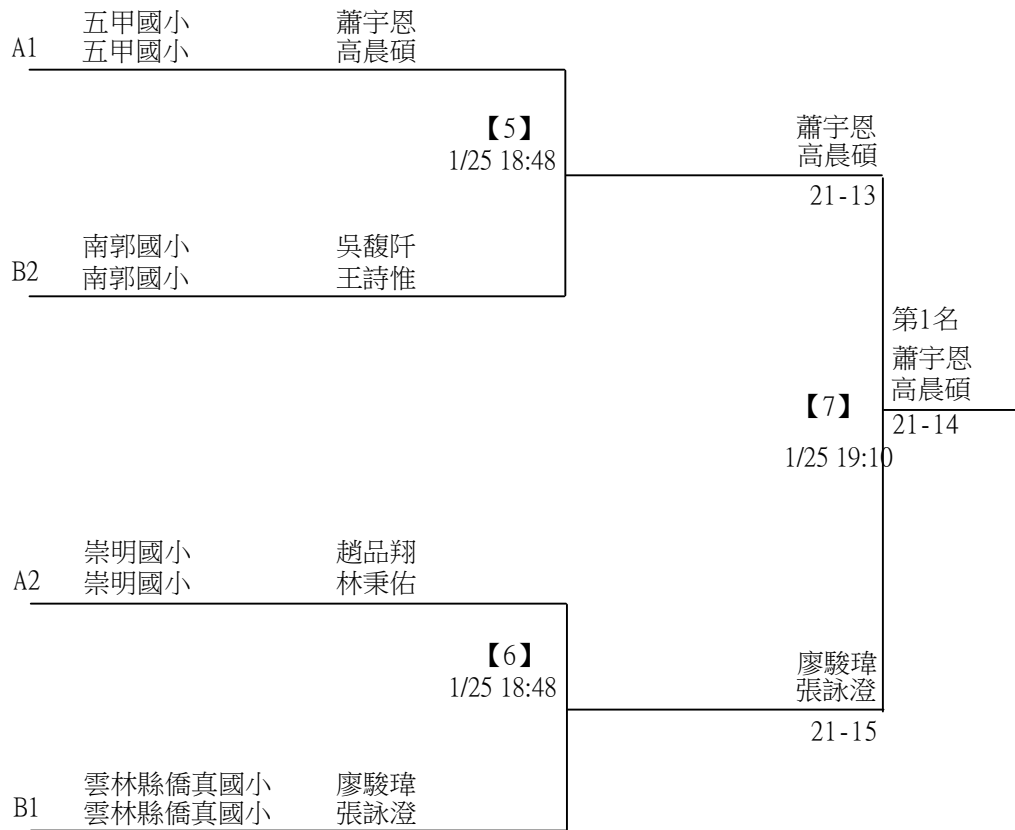 A1 五甲國小 蕭宇恩
五甲國小 高晨碩
【5】
1/25 18:48
蕭宇恩
高晨碩
21-13
B2 南郭國小 吳馥阡
南郭國小 王詩惟
第1名
蕭宇恩
高晨碩
21-14
【7】
1/25 19:10
A2 崇明國小 趙品翔
崇明國小 林秉佑
【6】
1/25 18:48
廖駿瑋
張詠澄
21-15
B1 雲林縣僑真國小 廖駿瑋
雲林縣僑真國小 張詠澄